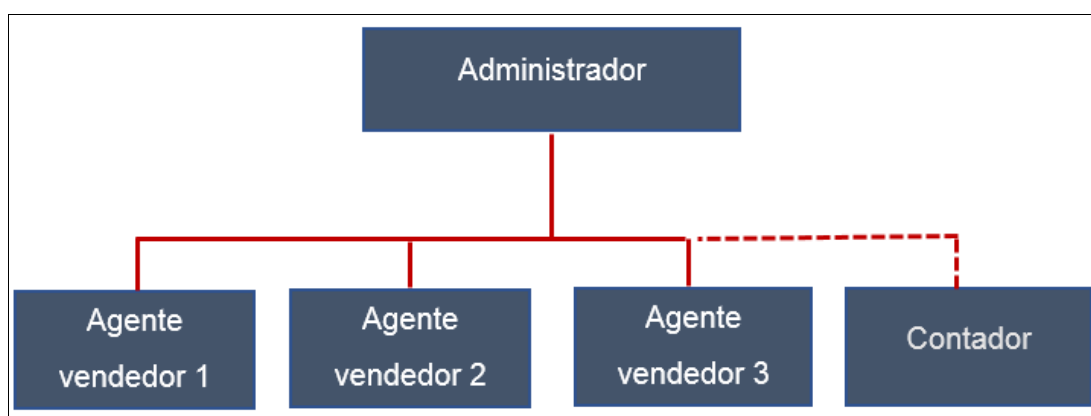 Administrador
Agente
vendedor 1
Agente
vendedor 2
Agente
vendedor 3
Contador